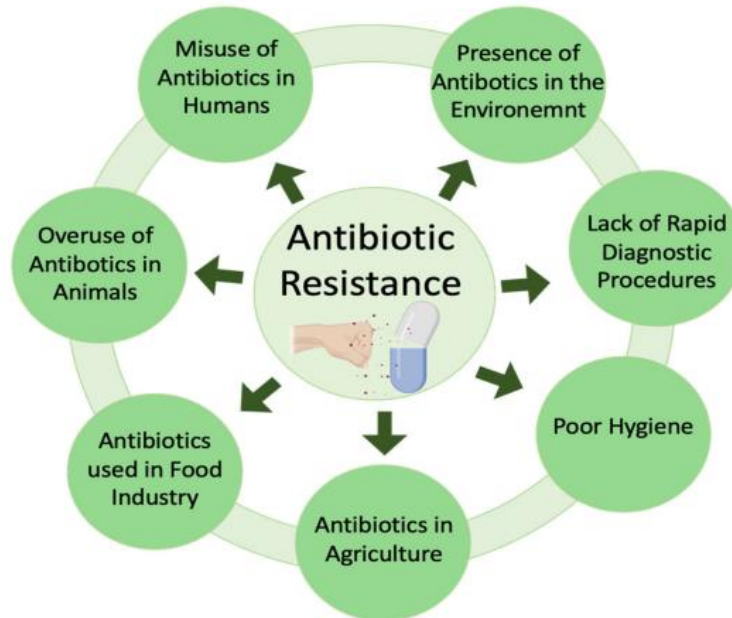 Misuse of
Antibiotics in
Humans
Presence of
Antibotics in the
Environemnt
Overuse of
Antibotics in
Animals
Antibiotic
Resistance
Lack of Rapid
Diagnostic
Procedures
Antibiotics
used in Food
Industry
Antibiotics in
Agriculture
Poor Hygiene